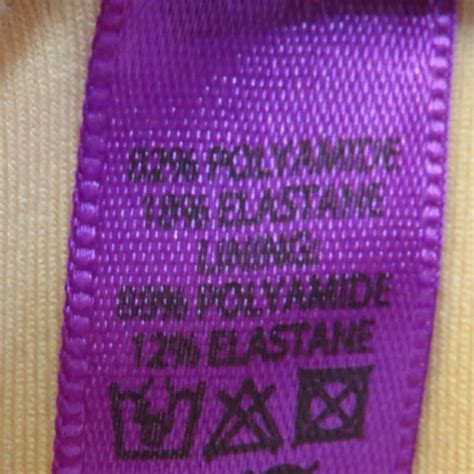 82% POLYAMIDE
18% ELASTANE
LINING:
88% POLYAMIDE
12% ELASTANE